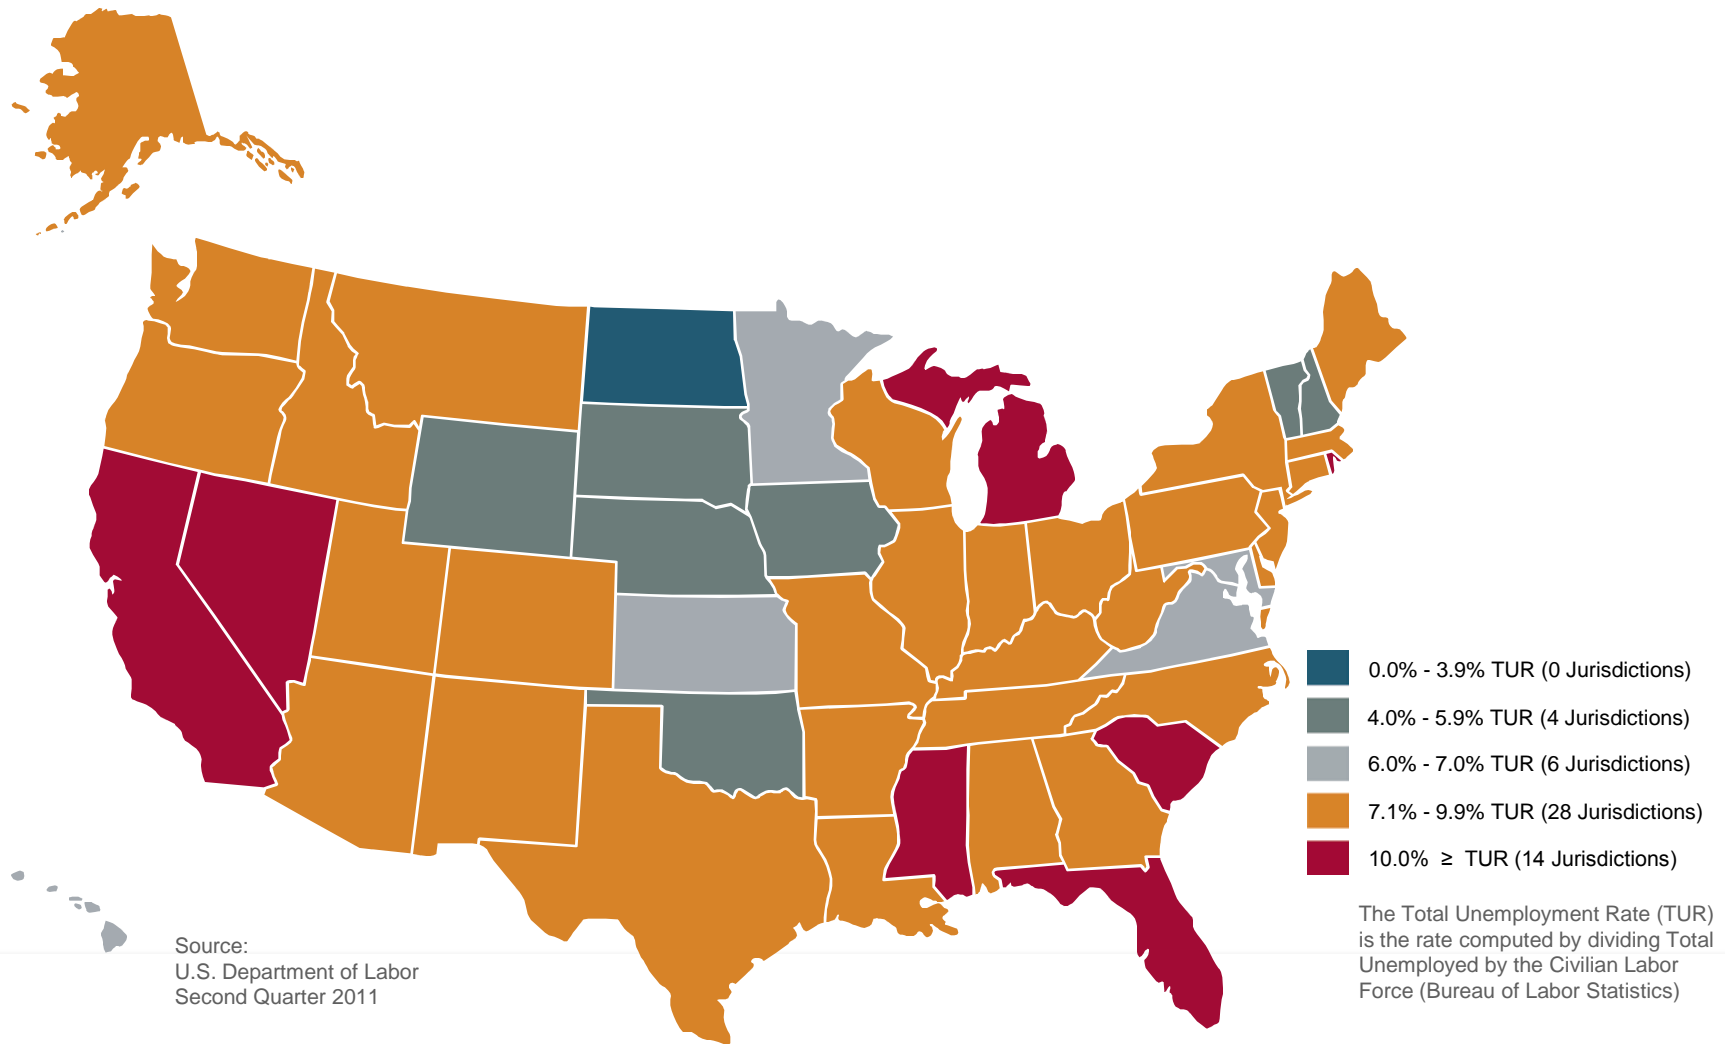 0.0% - 3.9% TUR (0 Jurisdictions)
4.0% - 5.9% TUR (4 Jurisdictions)
6.0% - 7.0% TUR (6 Jurisdictions)
7.1% - 9.9% TUR (28 Jurisdictions)
10.0% ≥ TUR (14 Jurisdictions)
The Total Unemployment Rate (TUR)
is the rate computed by dividing Total
Unemployed by the Civilian Labor
Force (Bureau of Labor Statistics)
Source:
U.S. Department of Labor
Second Quarter 2011